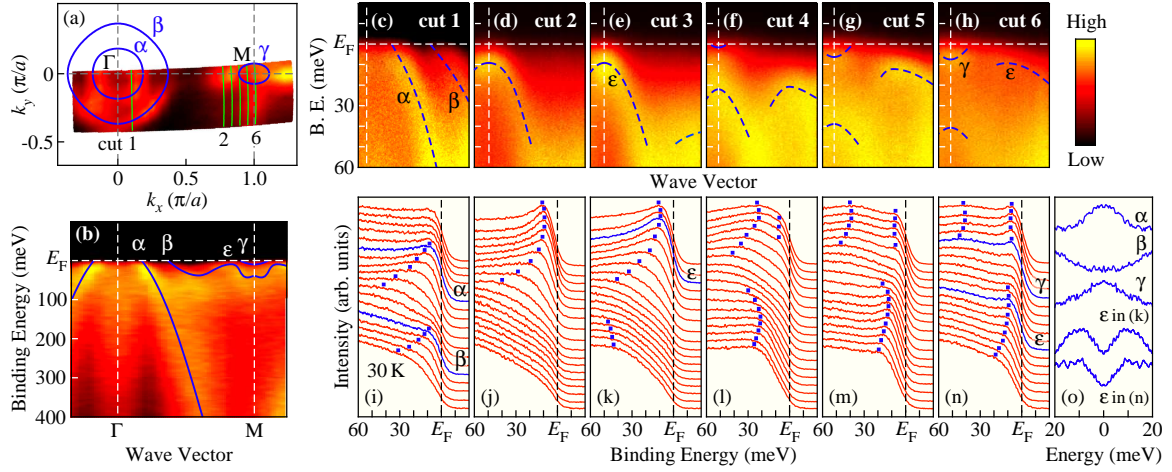 (a)
β
α
Γ
M
γ
k_y (π/a)
0
-0.5
cut 1
2
6
0
0.5
1.0
k_x (π/a)
(b)
α
β
ε
γ
E_F
100
200
300
400
Binding Energy (meV)
Γ
M
Wave Vector
(c) cut 1
(d) cut 2
(e) cut 3
(f) cut 4
(g) cut 5
(h) cut 6
E_F
30
60
B. E. (meV)
α
β
ε
γ
ε
Wave Vector
High
Low
Intensity (arb. units)
α
β
30 K
(i)
(j)
ε
(k)
(l)
(m)
γ
ε
(n)
α
β
γ
ε in (k)
(o)
ε in (n)
60 30 E_F
60 30 E_F
60 30 E_F
60 30 E_F
60 30 E_F
60 30 E_F
20 0 20
Binding Energy (meV)
Energy (meV)